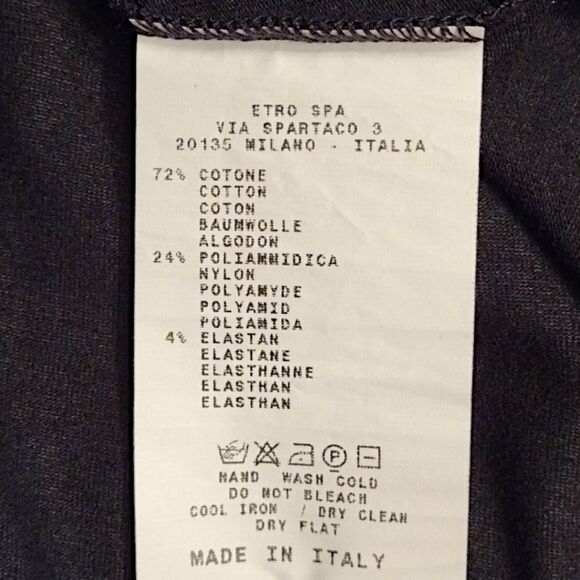 ETRO SPA
VIA SPARTACO 3
20135 MILANO - ITALIA
72% COTONE
COTTON
COTON
BAUMWOLLE
ALGODON
24% POLIAMMIDICA
NYLON
POLYAMYDE
POLYAMID
POLIAMIDA
4% ELASTAN
ELASTANE
ELASTHANNE
ELASTHAN
ELASTHAN
P
HAND WASH COLD
DO NOT BLEACH
COOL IRON / DRY CLEAN
DRY FLAT
MADE IN ITALY